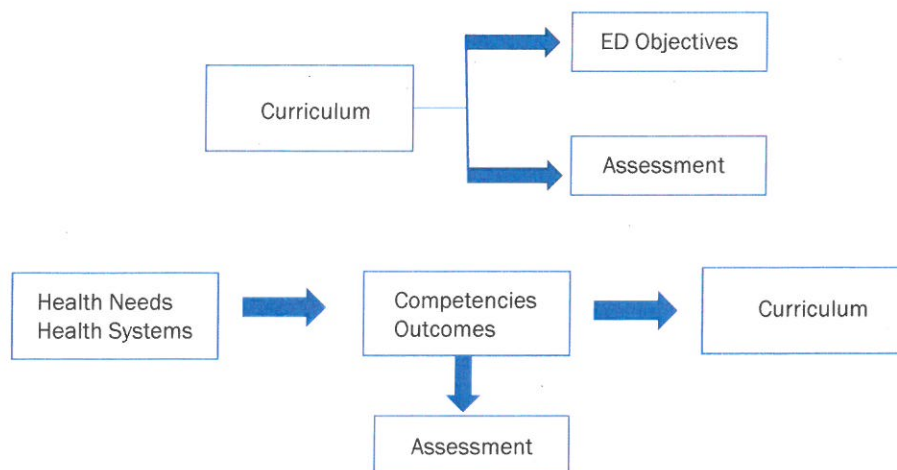 ED Objectives
Curriculum
Assessment
Health Needs
Health Systems
Competencies
Outcomes
Curriculum
Assessment